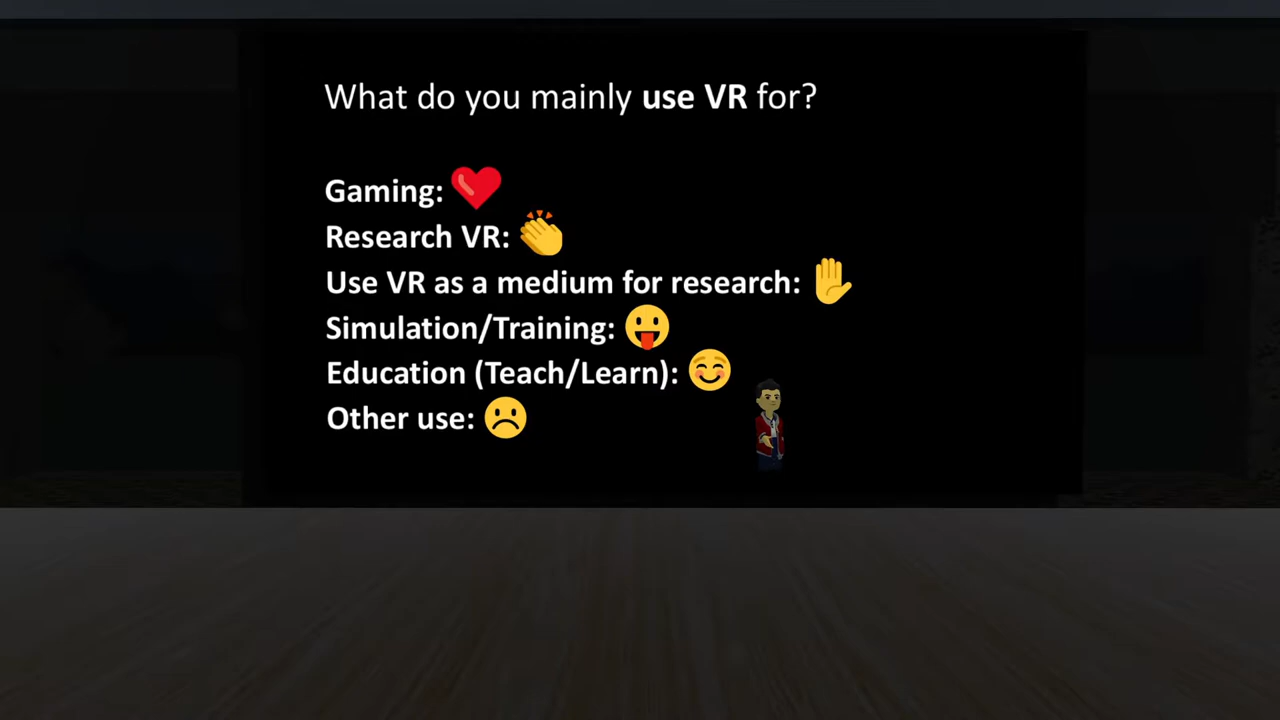 What do you mainly use VR for?
Gaming: ❤️
Research VR: 👏
Use VR as a medium for research: ✋
Simulation/Training: 😛
Education (Teach/Learn): 😊
Other use: ☹️